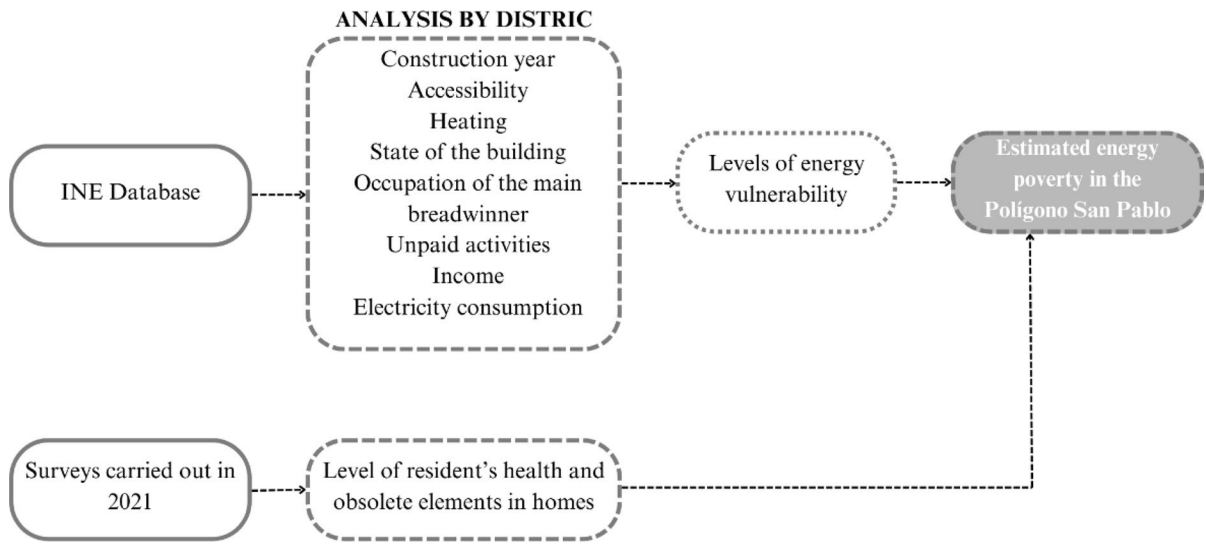 ANALYSIS BY DISTRIC
Construction year
Accessibility
Heating
State of the building
Occupation of the main
breadwinner
Unpaid activities
Income
Electricity consumption
INE Database
Levels of energy
vulnerability
Estimated energy
poverty in the
Polígono San Pablo
Surveys carried out in
2021
Level of resident's health and
obsolete elements in homes